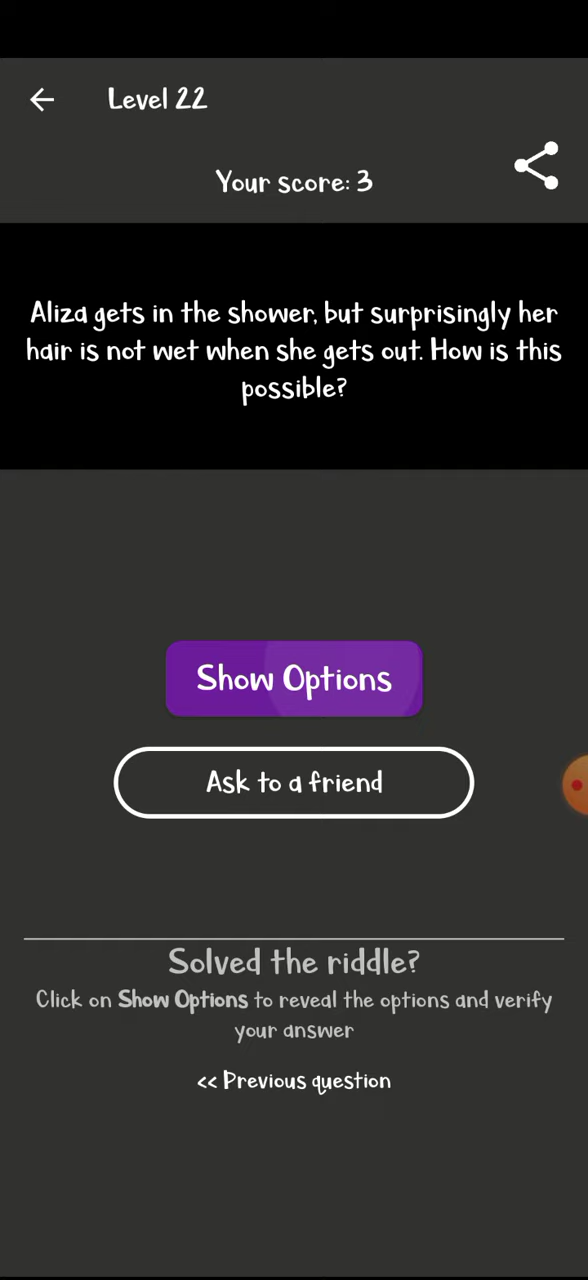 Level 22
Your score: 3
Aliza gets in the shower, but surprisingly her
hair is not wet when she gets out. How is this
possible?
Show Options
Ask to a friend
Solved the riddle?
Click on Show Options to reveal the options and verify
your answer
<< Previous question